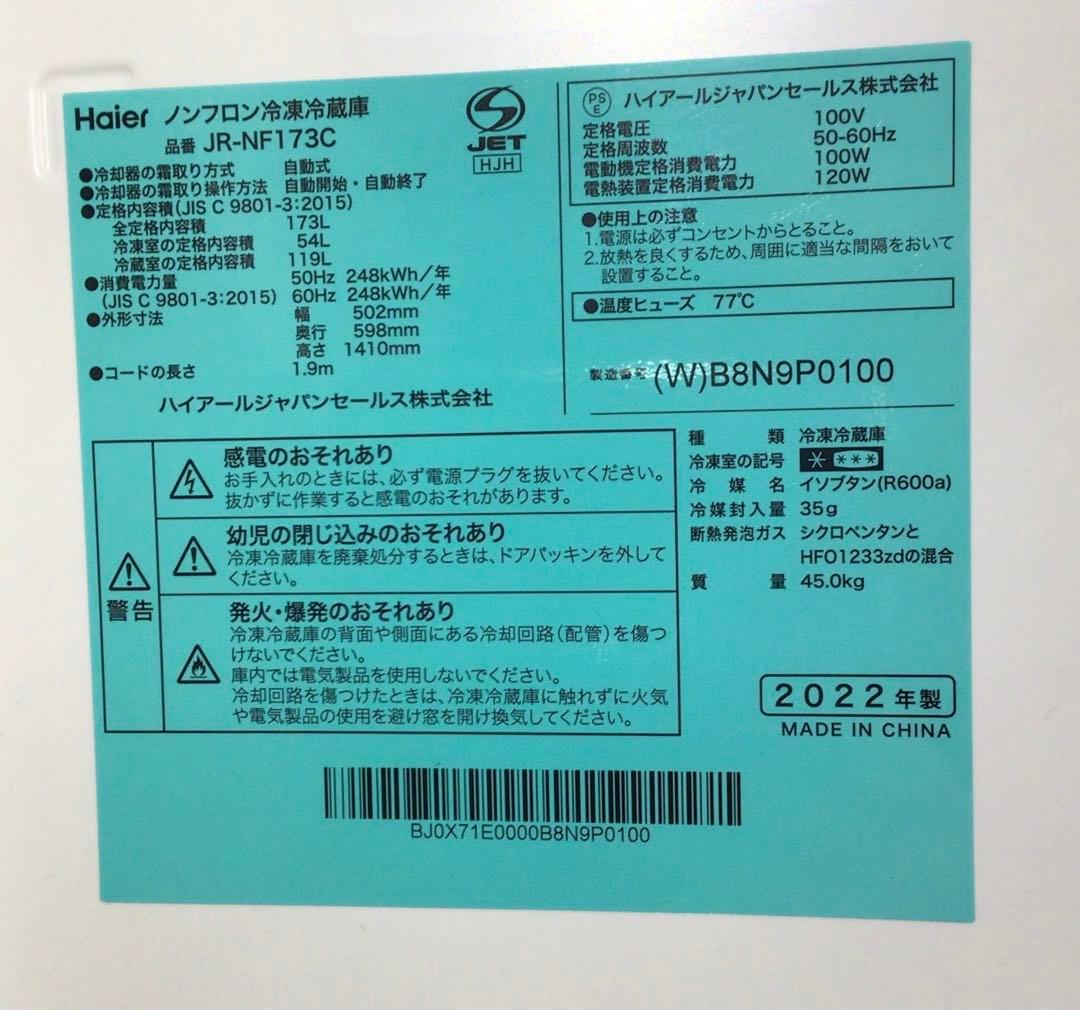 Haier ノンフロン冷凍冷蔵庫
品番 JR-NF173C
JET
HJH
●冷却器の霜取り方式 自動式
●冷却器の霜取り操作方法 自動開始・自動終了
●定格内容積(JIS C 9801-3:2015)
全定格内容積 173L
冷凍室の定格内容積 54L
冷蔵室の定格内容積 119L
●消費電力量 50Hz 248kWh/年
(JIS C 9801-3:2015) 60Hz 248kWh/年
●外形寸法 幅 502mm
奥行 598mm
高さ 1410mm
●コードの長さ 1.9m
ハイアールジャパンセールス株式会社
PSE ハイアールジャパンセールス株式会社
定格電圧 100V
定格周波数 50-60Hz
電動機定格消費電力 100W
電熱装置定格消費電力 120W
●使用上の注意
1.電源は必ずコンセントからとること。
2.放熱を良くするため、周囲に適当な間隔をおいて
設置すること。
●温度ヒューズ 77℃
製造番号 (W)B8N9P0100
種類 冷凍冷蔵庫
冷凍室の記号 * ***
冷媒名 イソブタン(R600a)
冷媒封入量 35g
断熱発泡ガス シクロペンタンと
HFO1233zdの混合
質量 45.0kg
警告
感電のおそれあり
お手入れのときには、必ず電源プラグを抜いてください。
抜かずに作業すると感電のおそれがあります。
幼児の閉じ込みのおそれあり
冷凍冷蔵庫を廃棄処分するときは、ドアパッキンを外して
ください。
発火・爆発のおそれあり
冷凍冷蔵庫の背面や側面にある冷却回路(配管)を傷つ
けないでください。
庫内では電気製品を使用しないでください。
冷却回路を傷つけたときは、冷凍冷蔵庫に触れずに火気
や電気製品の使用を避け窓を開け換気してください。
2022年製
MADE IN CHINA
BJ0X71E0000B8N9P0100